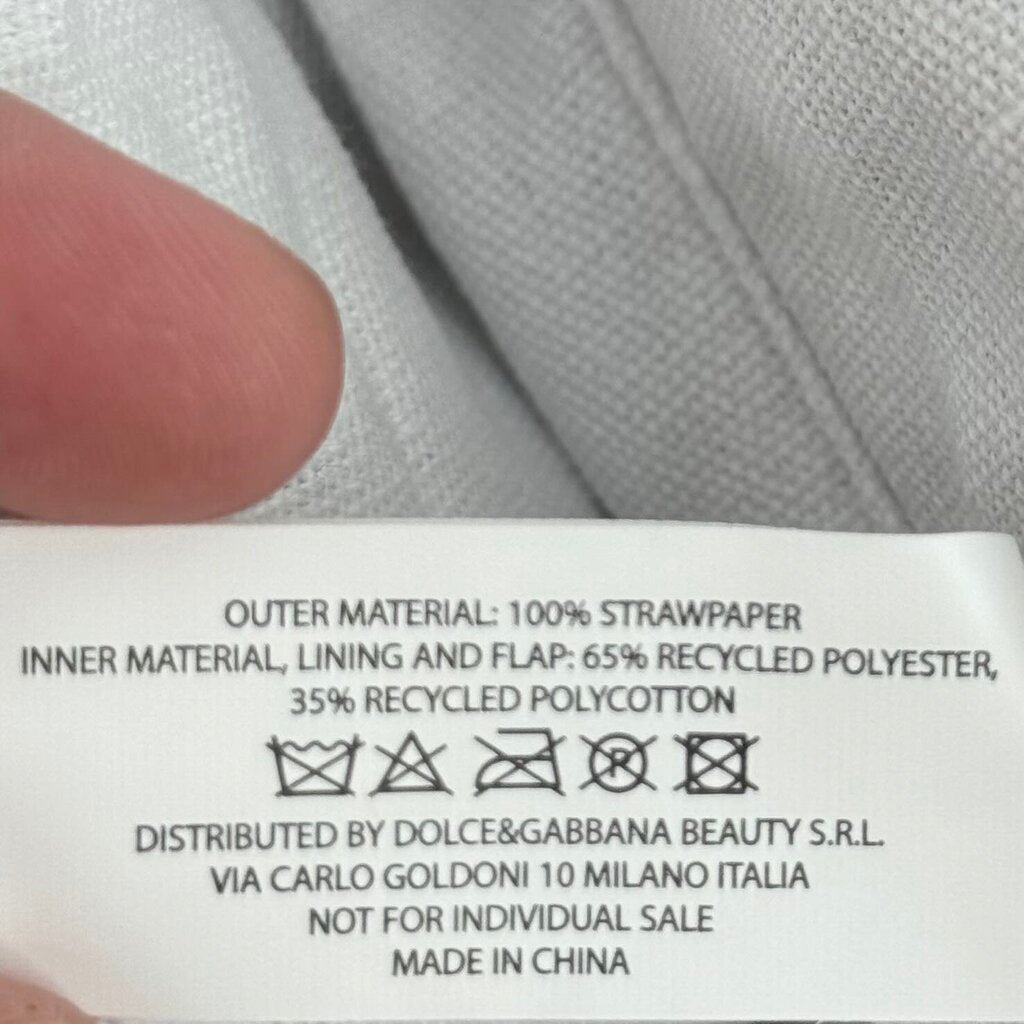 OUTER MATERIAL: 100% STRAWPAPER
INNER MATERIAL, LINING AND FLAP: 65% RECYCLED POLYESTER,
35% RECYCLED POLYCOTTON
R
DISTRIBUTED BY DOLCE&GABBANA BEAUTY S.R.L.
VIA CARLO GOLDONI 10 MILANO ITALIA
NOT FOR INDIVIDUAL SALE
MADE IN CHINA